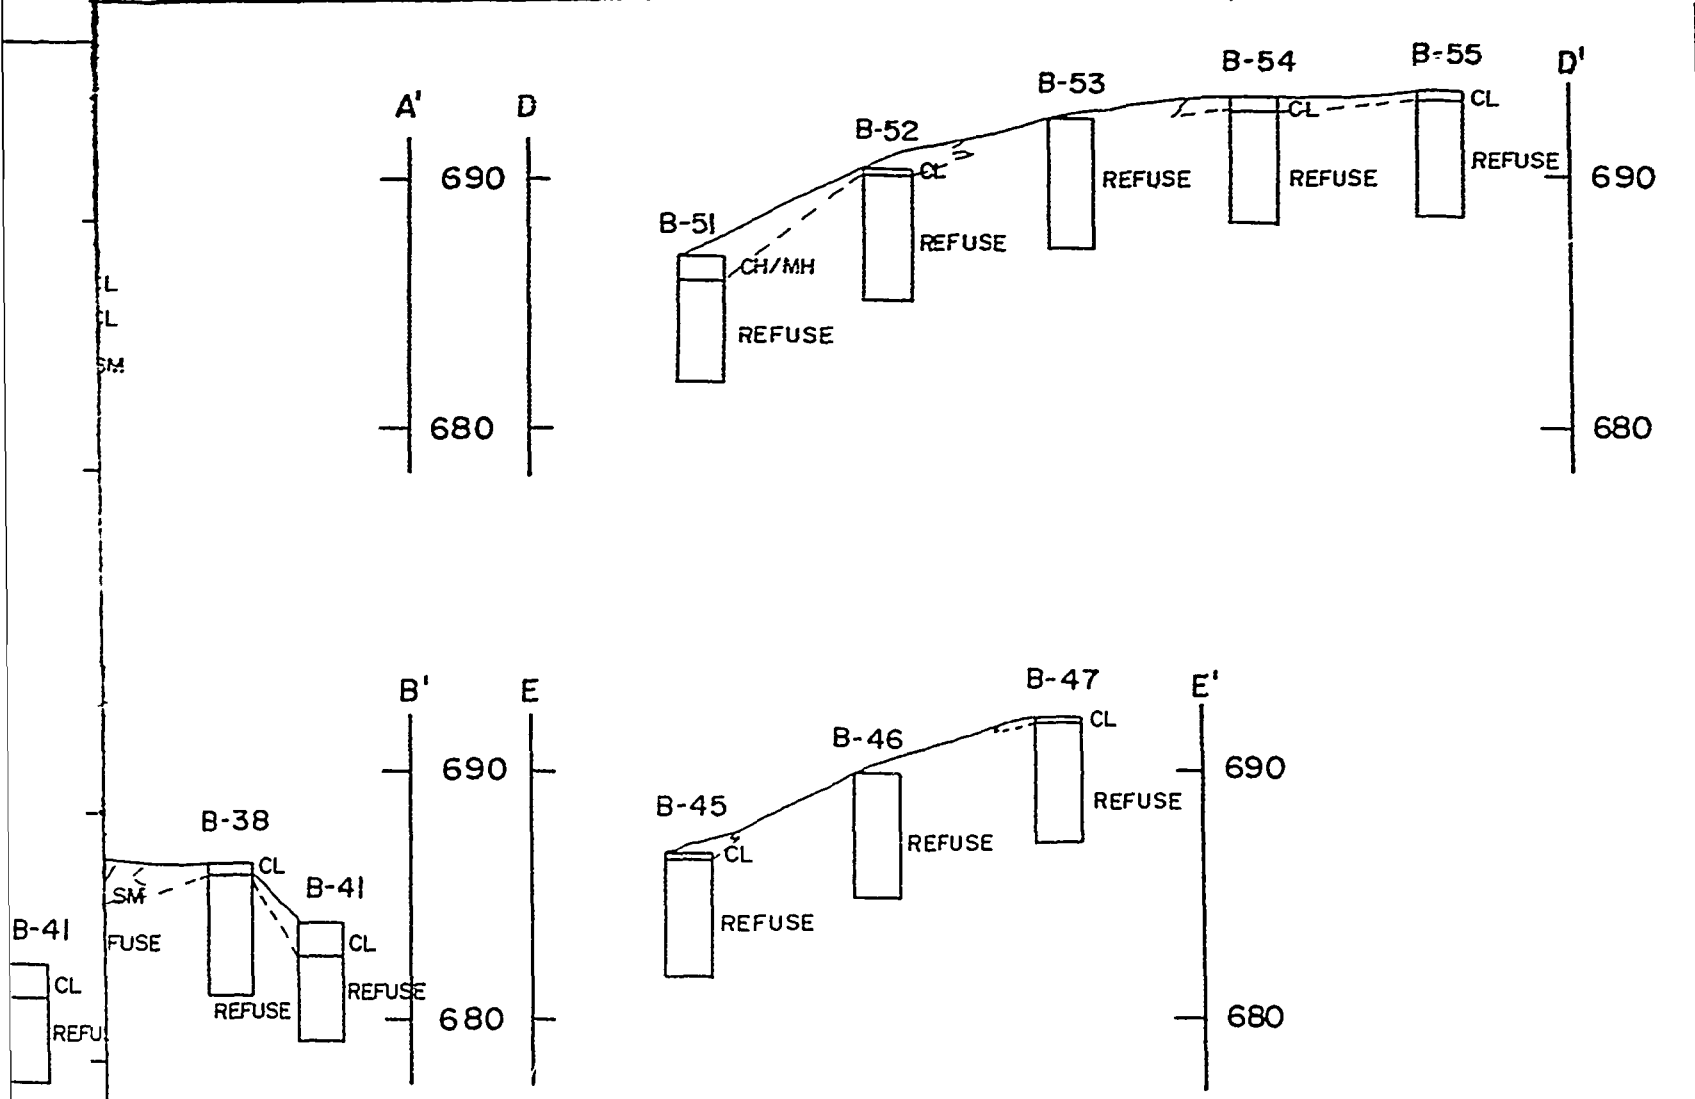 B-55
D'
B-54
B-53
A'
D
CL
CL
B-52
REFUSE
690
CL
REFUSE
REFUSE
690
B-51
REFUSE
CH/MH
REFUSE
SM
680
680
B-47
B'
E
E'
CL
B-46
690
690
B-45
REFUSE
B-38
REFUSE
CL
CL
B-41
SM
REFUSE
B-41
FUSE
CL
CL
REFUSE
REFUSE
680
680
REFU